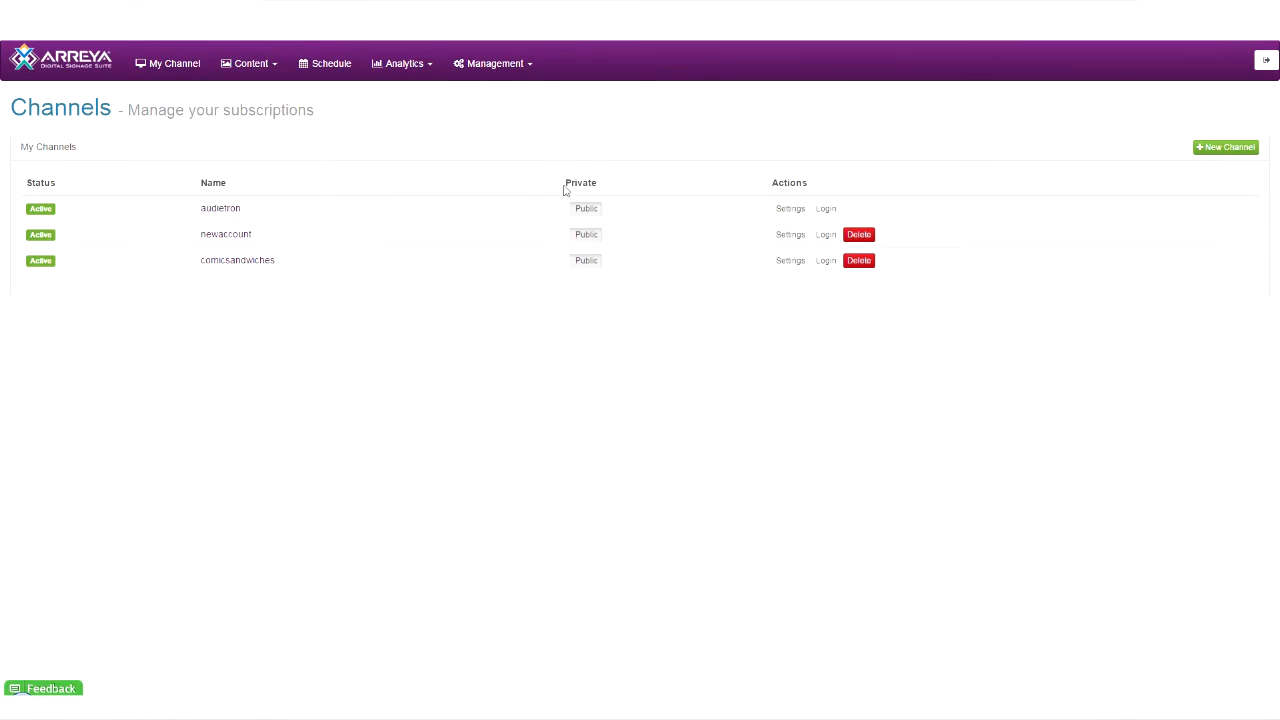 ARREYA
DIGITAL SIGNAGE SUITE
My Channel Content Schedule Analytics Management
Channels - Manage your subscriptions
My Channels + New Channel
Status Name Private Actions
Active audietron Public Settings Login
Active newaccount Public Settings Login Delete
Active comicsandwiches Public Settings Login Delete
Feedback